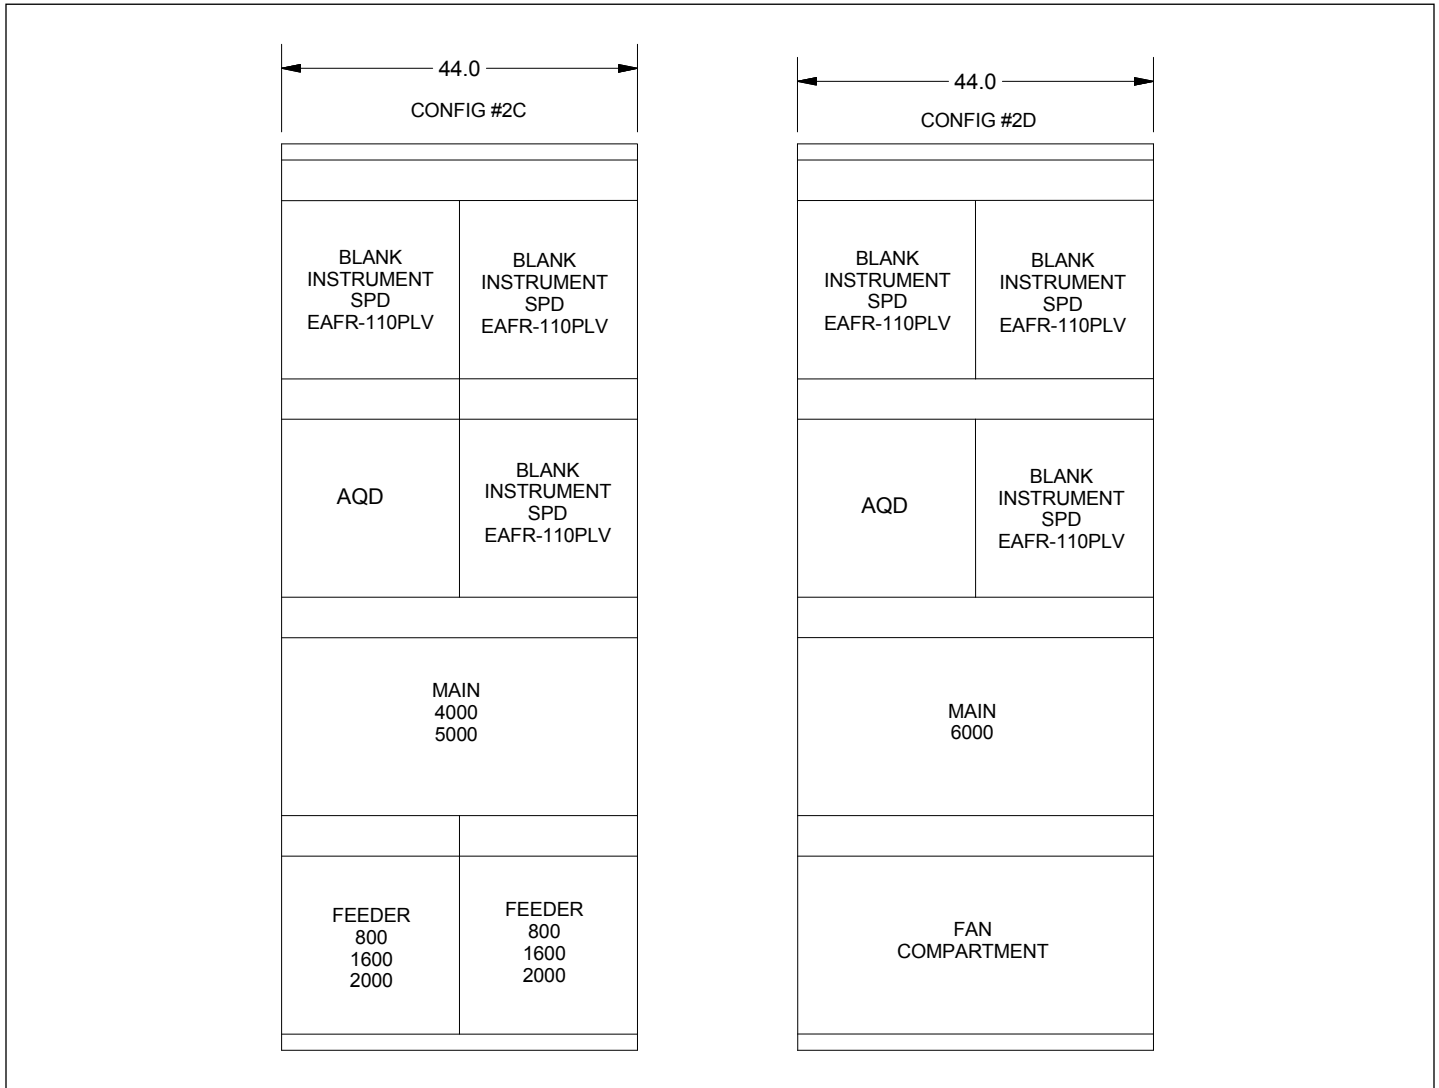 44.0
CONFIG #2C
BLANK
INSTRUMENT
SPD
EAFR-110PLV
BLANK
INSTRUMENT
SPD
EAFR-110PLV
AQD
BLANK
INSTRUMENT
SPD
EAFR-110PLV
MAIN
4000
5000
FEEDER
800
1600
2000
FEEDER
800
1600
2000
44.0
CONFIG #2D
BLANK
INSTRUMENT
SPD
EAFR-110PLV
BLANK
INSTRUMENT
SPD
EAFR-110PLV
AQD
BLANK
INSTRUMENT
SPD
EAFR-110PLV
MAIN
6000
FAN
COMPARTMENT